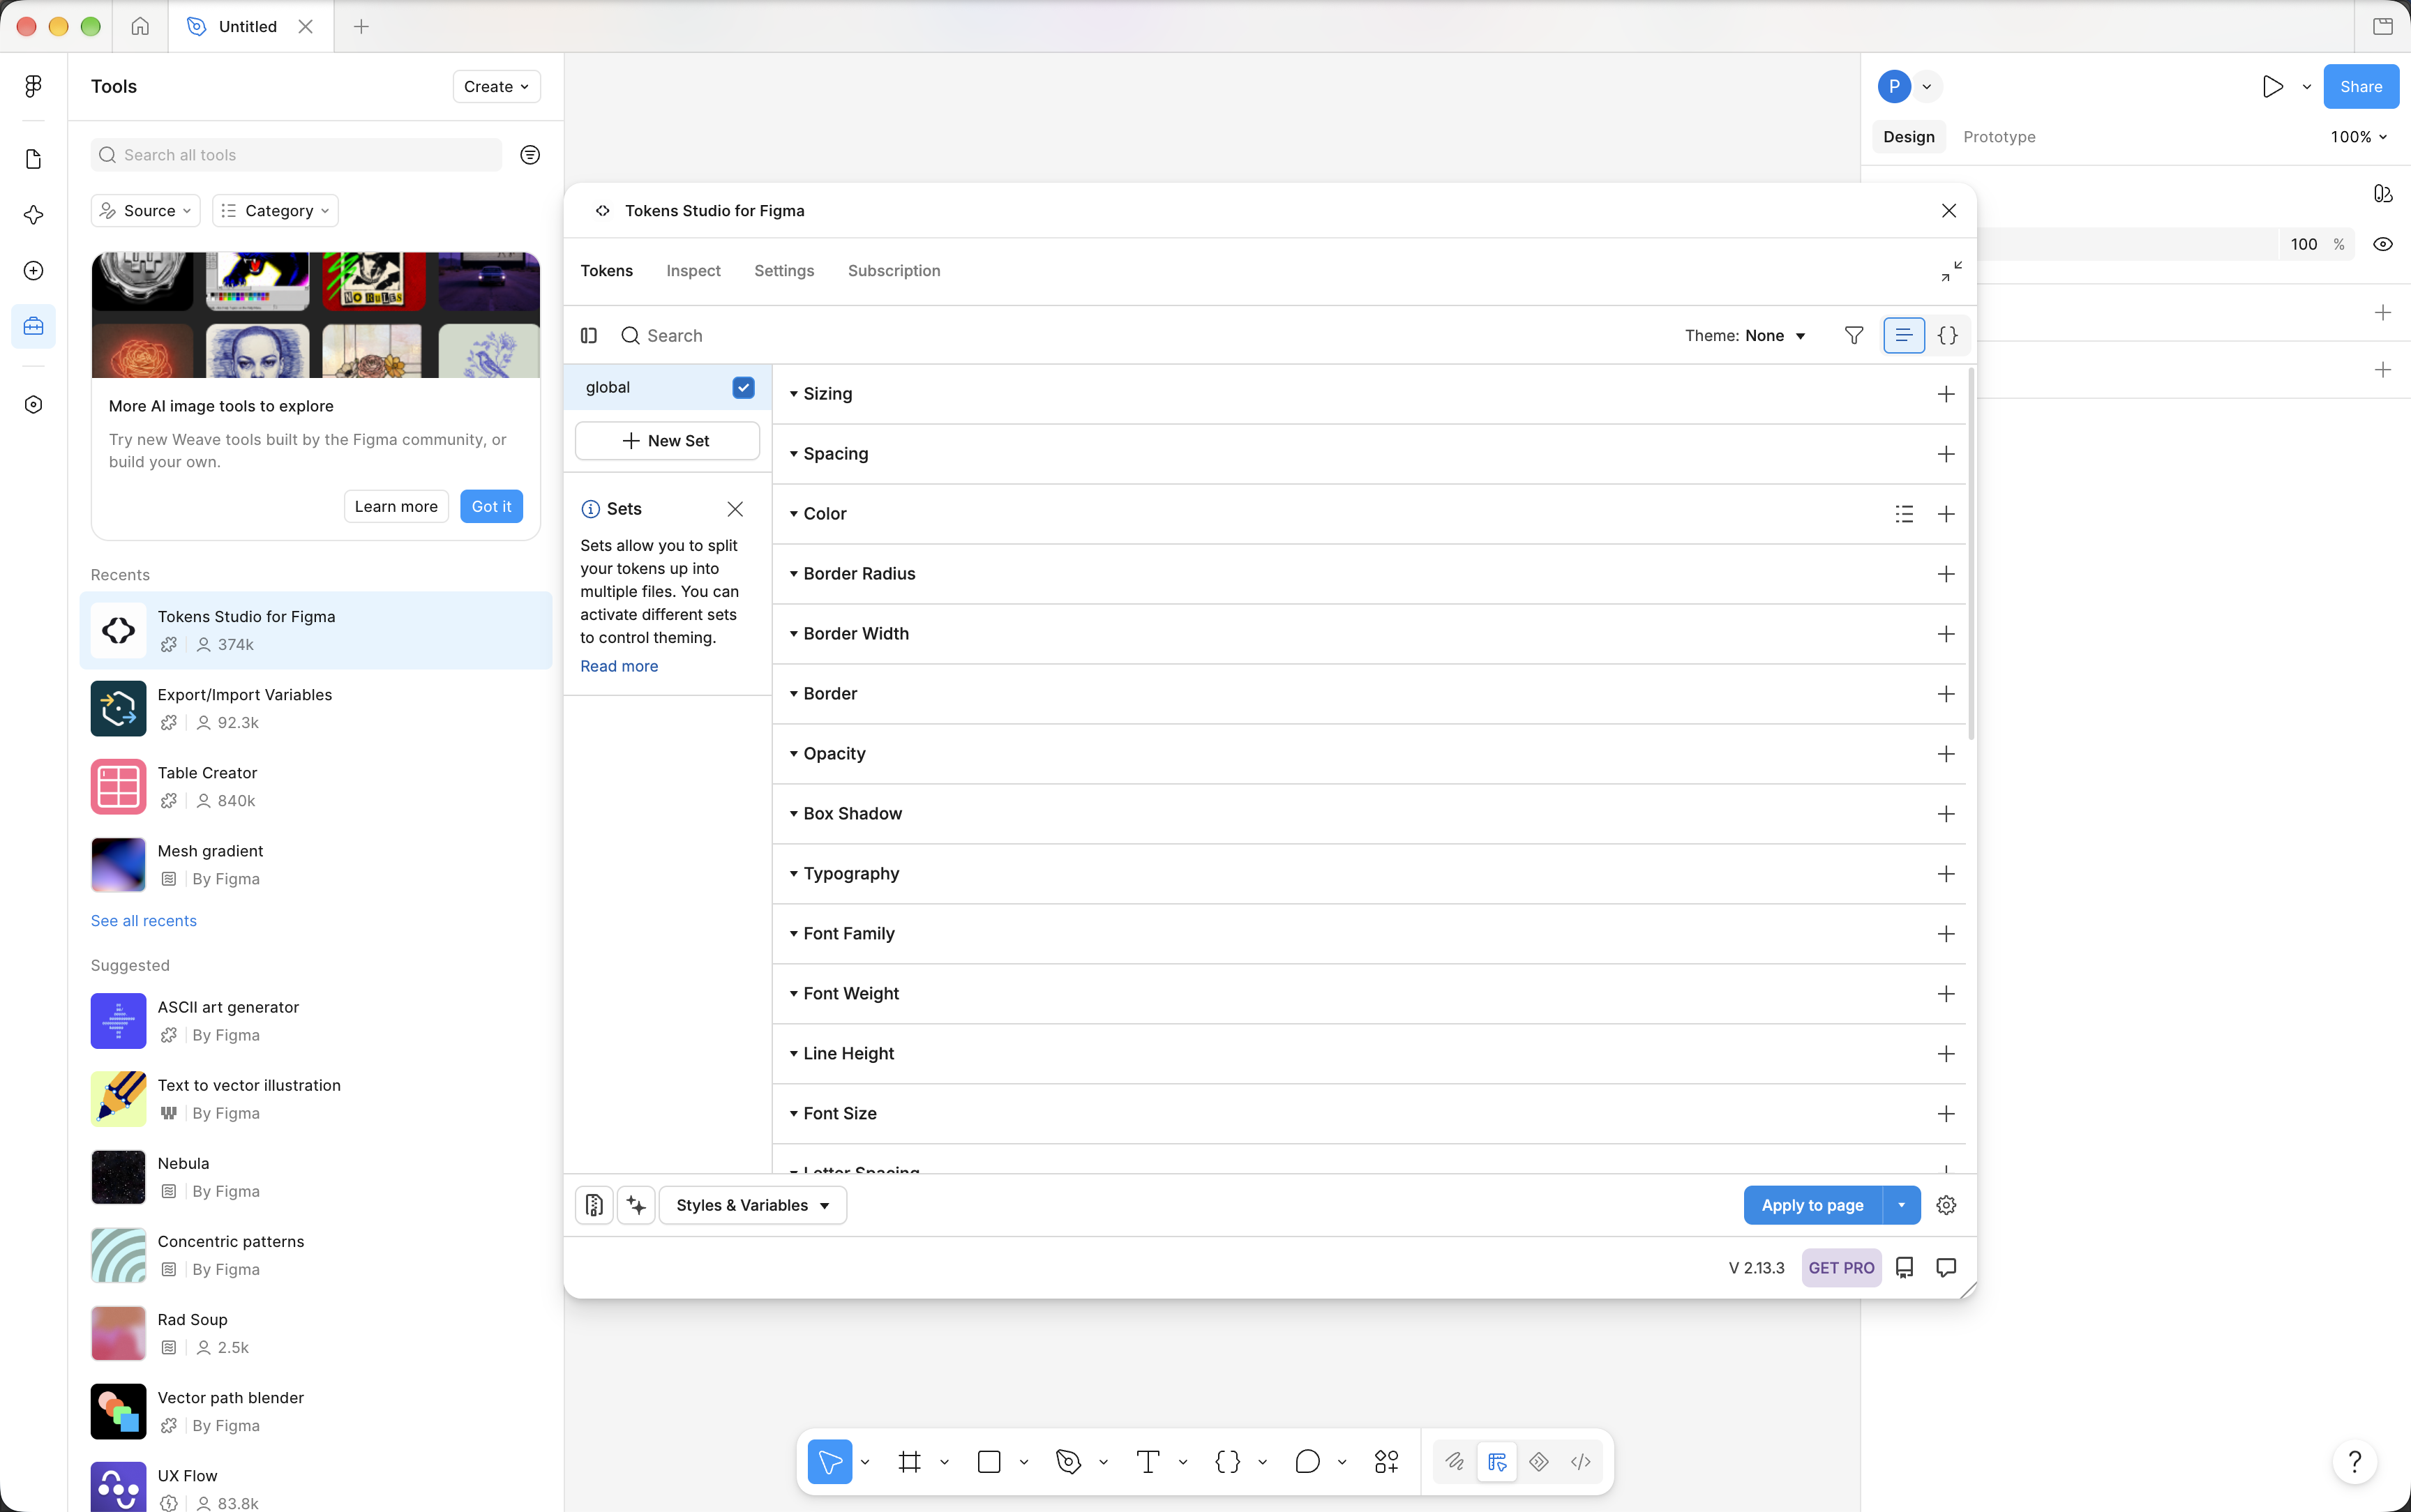 Untitled
Tools
Create
Search all tools
Source
Category
NO RULES
More AI image tools to explore
Try new Weave tools built by the Figma community, or
build your own.
Learn more
Got it
Recents
Tokens Studio for Figma
374k
Export/Import Variables
92.3k
Table Creator
840k
Mesh gradient
By Figma
See all recents
Suggested
ASCII art generator
By Figma
Text to vector illustration
By Figma
Nebula
By Figma
Concentric patterns
By Figma
Rad Soup
2.5k
Vector path blender
By Figma
UX Flow
83.8k
Tokens Studio for Figma
Tokens
Inspect
Settings
Subscription
Search
Theme: None
global
New Set
Sets
Sets allow you to split
your tokens up into
multiple files. You can
activate different sets
to control theming.
Read more
Sizing
Spacing
Color
Border Radius
Border Width
Border
Opacity
Box Shadow
Typography
Font Family
Font Weight
Line Height
Font Size
Letter Spacing
Styles & Variables
Apply to page
V 2.13.3
GET PRO
P
Share
Design
Prototype
100%
100 %
?